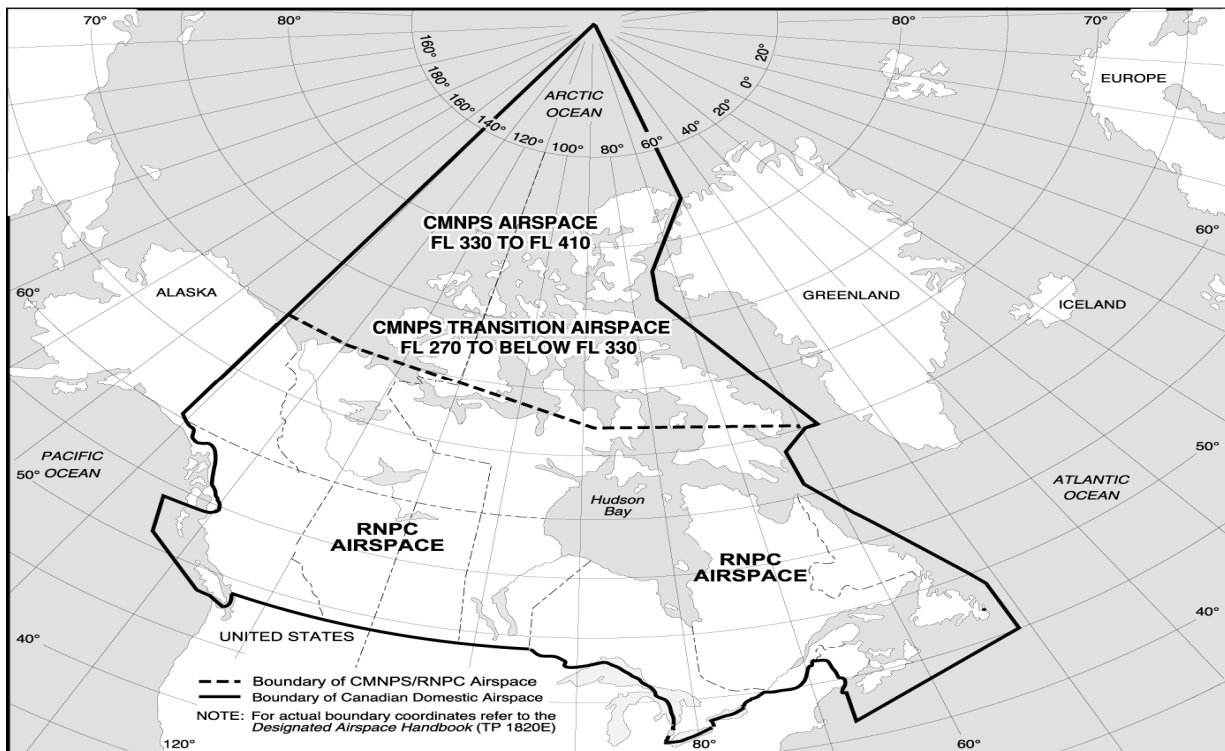 70°
80°
160°
180°
160°
140°
120°
100°
80°
60°
40°
20°
0°
20°
80°
70°
EUROPE
ARCTIC
OCEAN
CMNPS AIRSPACE
FL 330 TO FL 410
60°
ALASKA
GREENLAND
ICELAND
60°
CMNPS TRANSITION AIRSPACE
FL 270 TO BELOW FL 330
PACIFIC
OCEAN
50°
50°
ATLANTIC
OCEAN
Hudson
Bay
RNPC
AIRSPACE
RNPC
AIRSPACE
40°
40°
UNITED STATES
Boundary of CMNPS/RNPC Airspace
Boundary of Canadian Domestic Airspace
NOTE: For actual boundary coordinates refer to the
Designated Airspace Handbook (TP 1820E)
120°
80°
60°